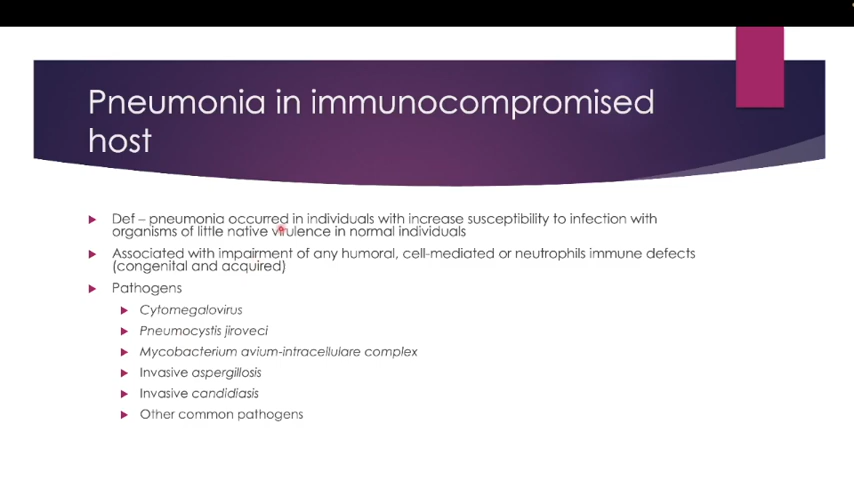 Pneumonia in immunocompromised
host
Def – pneumonia occurred in individuals with increase susceptibility to infection with
organisms of little native virulence in normal individuals
Associated with impairment of any humoral, cell-mediated or neutrophils immune defects
(congenital and acquired)
Pathogens
Cytomegalovirus
Pneumocystis jiroveci
Mycobacterium avium-intracellulare complex
Invasive aspergillosis
Invasive candidiasis
Other common pathogens